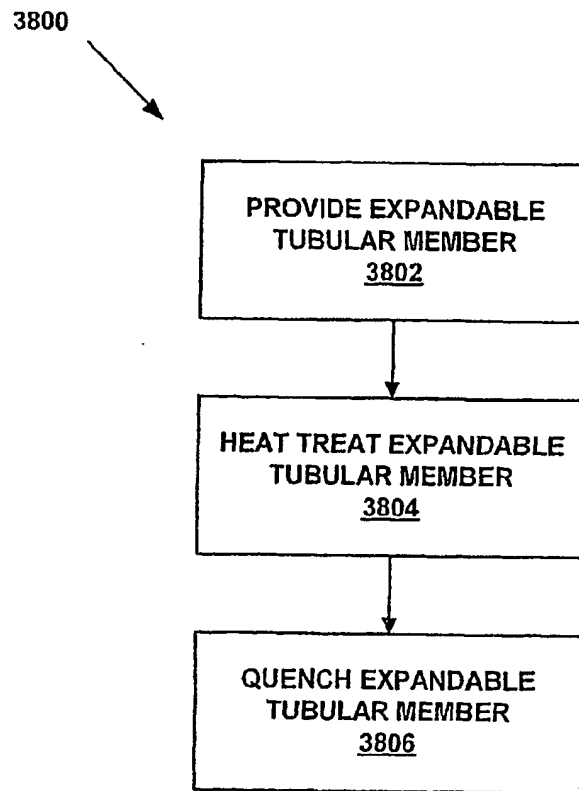 3800
PROVIDE EXPANDABLE
TUBULAR MEMBER
3802
HEAT TREAT EXPANDABLE
TUBULAR MEMBER
3804
QUENCH EXPANDABLE
TUBULAR MEMBER
3806